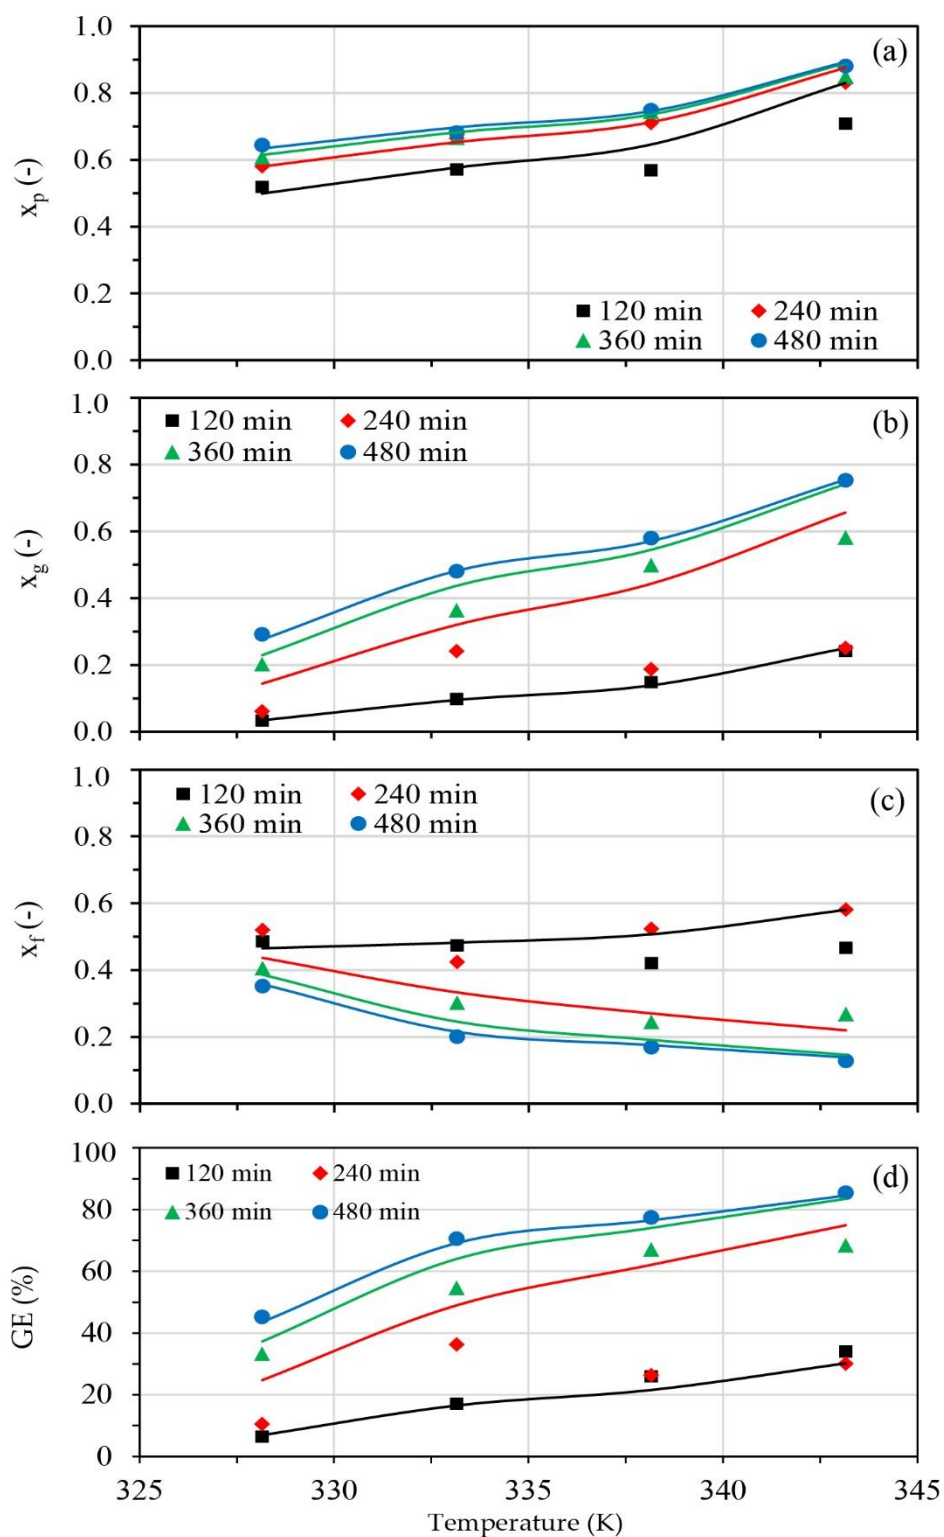 1.0
(a)
0.8
0.6
xp (-)
0.4
0.2
120 min 240 min
360 min 480 min
0.0
1.0
120 min 240 min (b)
360 min 480 min
0.8
0.6
xg (-)
0.4
0.2
0.0
1.0
120 min 240 min (c)
360 min 480 min
0.8
0.6
xf (-)
0.4
0.2
0.0
100
120 min 240 min (d)
360 min 480 min
80
60
GE (%)
40
20
0
325 330 335 340 345
Temperature (K)